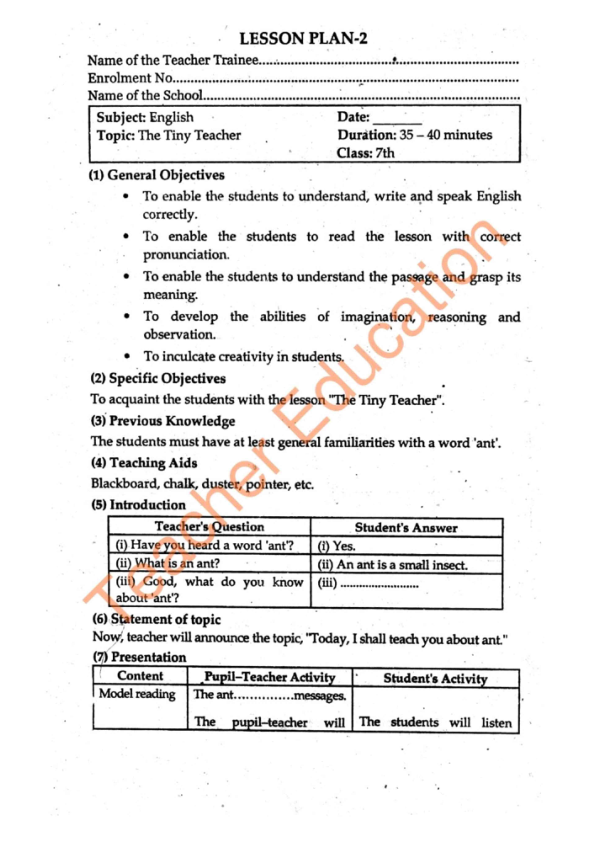 LESSON PLAN-2
Name of the Teacher Trainee......................................................................
Enrolment No..............................................................................................
Name of the School.....................................................................................
Subject: English Date: _______
Topic: The Tiny Teacher Duration: 35 – 40 minutes
Class: 7th
(1) General Objectives
• To enable the students to understand, write and speak English
correctly.
• To enable the students to read the lesson with correct
pronunciation.
• To enable the students to understand the passage and grasp its
meaning.
• To develop the abilities of imagination, reasoning and
observation.
• To inculcate creativity in students.
(2) Specific Objectives
To acquaint the students with the lesson "The Tiny Teacher".
(3) Previous Knowledge
The students must have at least general familiarities with a word 'ant'.
(4) Teaching Aids
Blackboard, chalk, duster, pointer, etc.
(5) Introduction
Teacher's Question Student's Answer
(i) Have you heard a word 'ant'? (i) Yes.
(ii) What is an ant? (ii) An ant is a small insect.
(iii) Good, what do you know (iii) ..........................
about 'ant'?
(6) Statement of topic
Now, teacher will announce the topic, "Today, I shall teach you about ant."
(7) Presentation
Content Pupil–Teacher Activity Student's Activity
Model reading The ant...............messages.
The pupil–teacher will The students will listen
Teacher Education